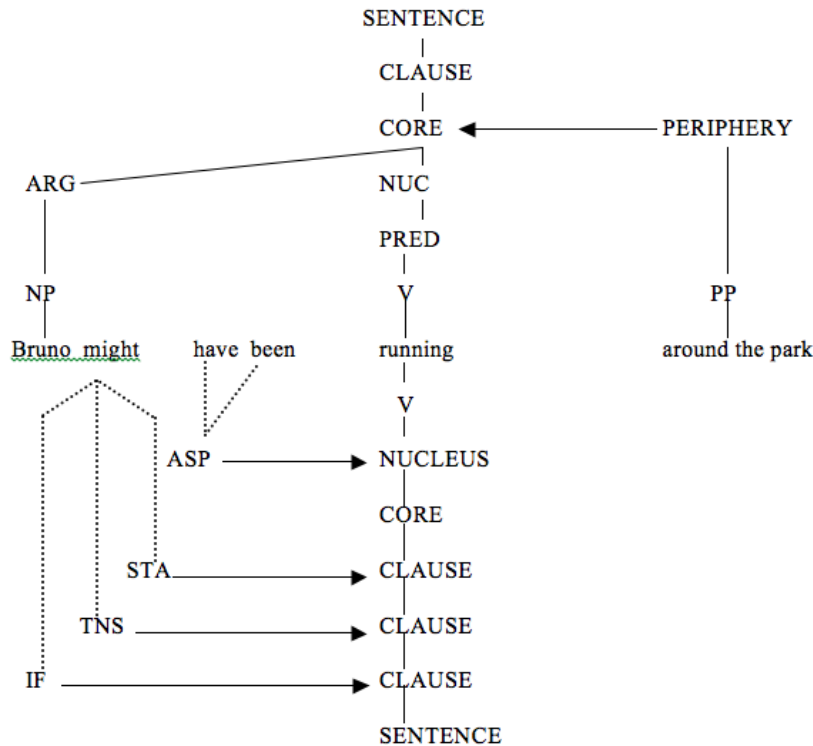 SENTENCE
CLAUSE
CORE PERIPHERY
ARG NUC
PRED
NP V PP
Bruno might have been running around the park
V
ASP NUCLEUS
CORE
STA CLAUSE
TNS CLAUSE
IF CLAUSE
SENTENCE